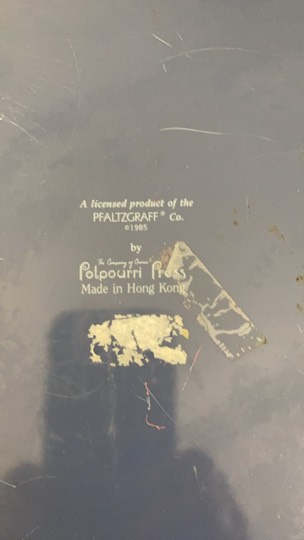 A licensed product of the
PFALTZGRAFF® Co.
©1985
by
Potpourri Press
Made in Hong Kong